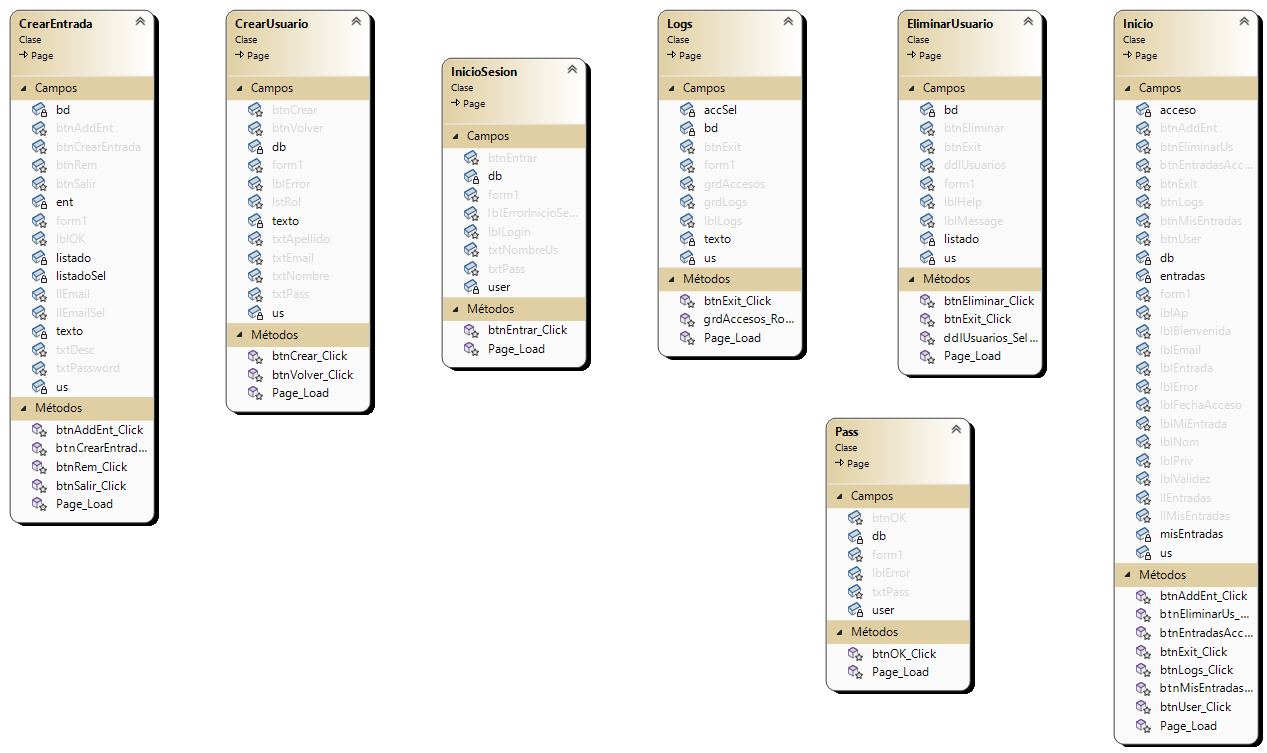 CrearEntrada
Clase
Page
Campos
bd
btnAddEnt
btnCrearEntrada
btnRem
btnSalir
ent
form1
lblOK
listado
listadoSel
llEmail
llEmailSel
texto
txtDesc
txtPassword
us
Métodos
btnAddEnt_Click
btnCrearEntrad...
btnRem_Click
btnSalir_Click
Page_Load
CrearUsuario
Clase
Page
Campos
btnCrear
btnVolver
db
form1
lblError
lstRol
texto
txtApellido
txtEmail
txtNombre
txtPass
us
Métodos
btnCrear_Click
btnVolver_Click
Page_Load
InicioSesion
Clase
Page
Campos
btnEntrar
db
form1
lblErrorInicioSe...
lblLogin
txtNombreUs
txtPass
user
Métodos
btnEntrar_Click
Page_Load
Logs
Clase
Page
Campos
accSel
bd
btnExit
form1
grdAccesos
grdLogs
lblLogs
texto
us
Métodos
btnExit_Click
grdAccesos_Ro...
Page_Load
EliminarUsuario
Clase
Page
Campos
bd
btnEliminar
btnExit
ddlUsuarios
form1
lblHelp
lblMessage
listado
us
Métodos
btnEliminar_Click
btnExit_Click
ddlUsuarios_Sel...
Page_Load
Pass
Clase
Page
Campos
btnOK
db
form1
lblError
txtPass
user
Métodos
btnOK_Click
Page_Load
Inicio
Clase
Page
Campos
acceso
btnAddEnt
btnEliminarUs
btnEntradasAcc...
btnExit
btnLogs
btnMisEntradas
btnUser
db
entradas
form1
lblAp
lblBienvenida
lblEmail
lblEntrada
lblError
lblFechaAcceso
lblMiEntrada
lblNom
lblPriv
lblValidez
llEntradas
llMisEntradas
misEntradas
us
Métodos
btnAddEnt_Click
btnEliminarUs_...
btnEntradasAcc...
btnExit_Click
btnLogs_Click
btnMisEntradas...
btnUser_Click
Page_Load